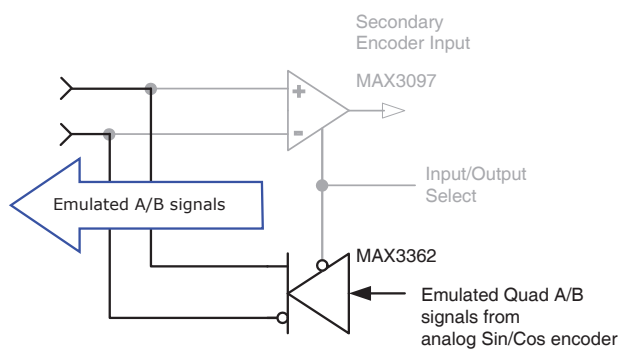 Secondary
Encoder Input
MAX3097
+
-
Input/Output
Select
Emulated A/B signals
MAX3362
Emulated Quad A/B
signals from
analog Sin/Cos encoder